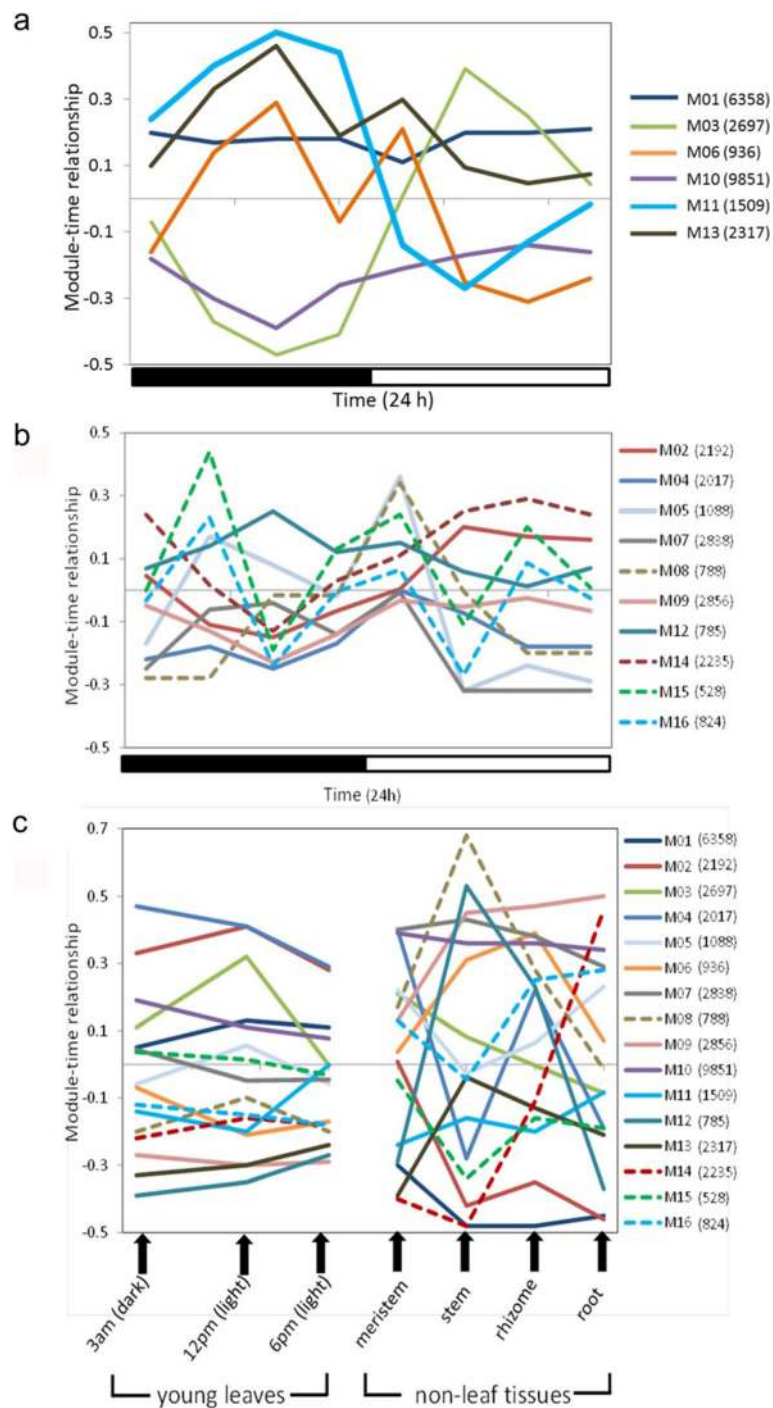 a
0.5
0.3
0.1
-0.1
-0.3
-0.5
Module-time relationship
Time (24 h)
M01 (6358)
M03 (2697)
M06 (936)
M10 (9851)
M11 (1509)
M13 (2317)
b
0.5
0.3
0.1
-0.1
-0.3
-0.5
Module-time relationship
Time (24h)
M02 (2192)
M04 (2017)
M05 (1088)
M07 (2838)
M08 (788)
M09 (2856)
M12 (785)
M14 (2235)
M15 (528)
M16 (824)
c
0.7
0.5
0.3
0.1
-0.1
-0.3
-0.5
Module-time relationship
M01 (6358)
M02 (2192)
M03 (2697)
M04 (2017)
M05 (1088)
M06 (936)
M07 (2838)
M08 (788)
M09 (2856)
M10 (9851)
M11 (1509)
M12 (785)
M13 (2317)
M14 (2235)
M15 (528)
M16 (824)
3am (dark)
12pm (light)
6pm (light)
meristem
stem
rhizome
root
young leaves
non-leaf tissues